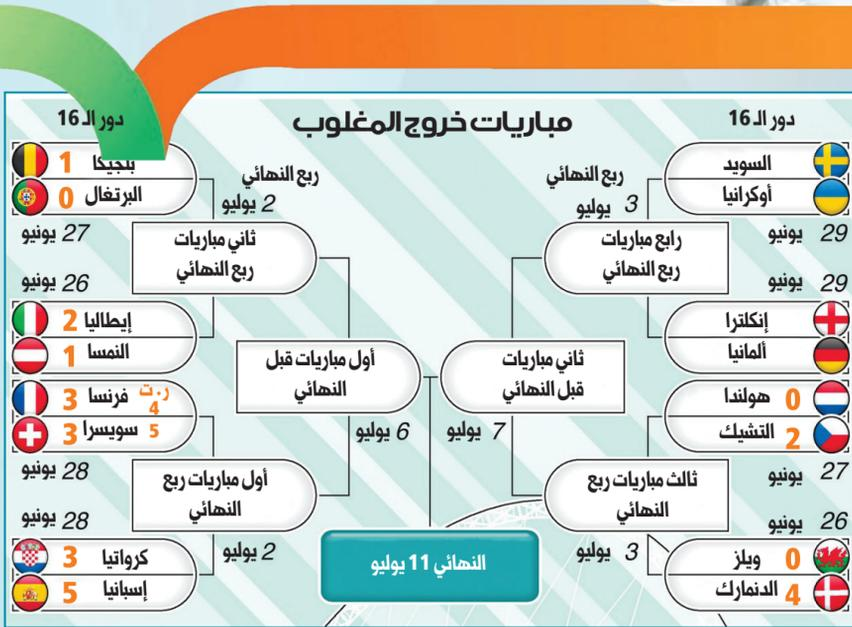 مباريات خروج المغلوب
دور الـ 16
السويد
أوكرانيا
29 يونيو
29 يونيو
إنكلترا
ألمانيا
هولندا 0
التشيك 2
27 يونيو
26 يونيو
ويلز 0
الدنمارك 4
ربع النهائي
3 يوليو
رابع مباريات
ربع النهائي
ثاني مباريات
قبل النهائي
7 يوليو
ثالث مباريات ربع
النهائي
3 يوليو
النهائي 11 يوليو
ربع النهائي
2 يوليو
ثاني مباريات
ربع النهائي
أول مباريات قبل
النهائي
6 يوليو
أول مباريات ربع
النهائي
2 يوليو
دور الـ 16
بلجيكا 1
البرتغال 0
27 يونيو
26 يونيو
إيطاليا 2
النمسا 1
ر.ت
4 فرنسا 3
5 سويسرا 3
28 يونيو
28 يونيو
كرواتيا 3
إسبانيا 5